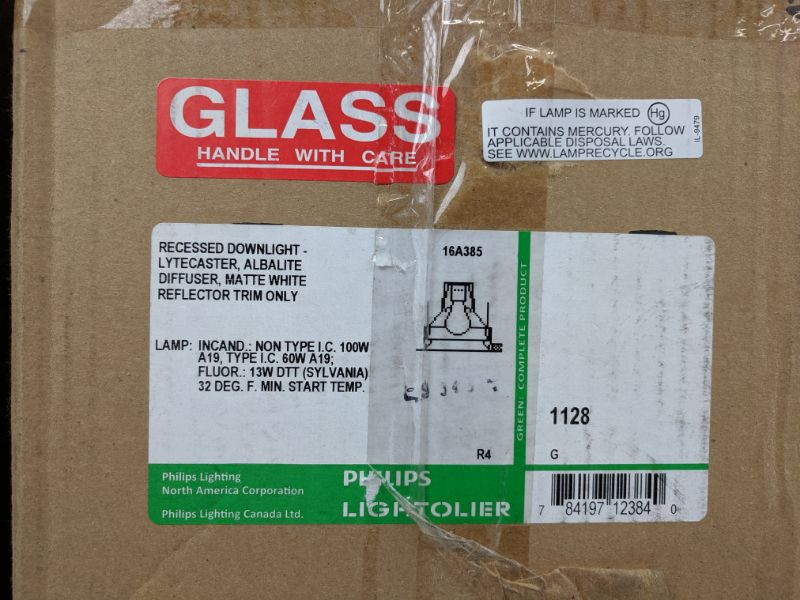 GLASS
HANDLE WITH CARE
IF LAMP IS MARKED Hg
IT CONTAINS MERCURY. FOLLOW
APPLICABLE DISPOSAL LAWS.
SEE WWW.LAMPRECYCLE.ORG
IL-9479
RECESSED DOWNLIGHT -
LYTECASTER, ALBALITE
DIFFUSER, MATTE WHITE
REFLECTOR TRIM ONLY
LAMP: INCAND.: NON TYPE I.C. 100W
A19, TYPE I.C. 60W A19;
FLUOR.: 13W DTT (SYLVANIA)
32 DEG. F. MIN. START TEMP.
16A385
R4
GREEN: COMPLETE PRODUCT
1128
G
Philips Lighting
North America Corporation
Philips Lighting Canada Ltd.
PHILIPS
LIGHTOLIER
7 84197 12384 0